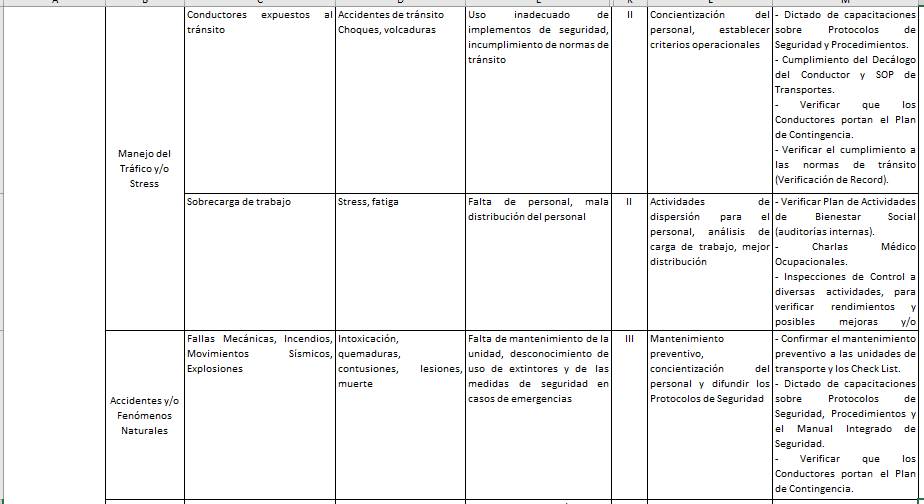 Manejo del
Tráfico y/o
Stress
Conductores expuestos al
tránsito
Accidentes de tránsito
Choques, volcaduras
Uso inadecuado de
implementos de seguridad,
incumplimiento de normas de
tránsito
II
Concientización del
personal, establecer
criterios operacionales
- Dictado de capacitaciones
sobre Protocolos de
Seguridad y Procedimientos.
- Cumplimiento del Decálogo
del Conductor y SOP de
Transportes.
- Verificar que los
Conductores portan el Plan
de Contingencia.
- Verificar el cumplimiento a
las normas de tránsito
(Verificación de Record).
Sobrecarga de trabajo
Stress, fatiga
Falta de personal, mala
distribución del personal
II
Actividades de
dispersión para el
personal, análisis de
carga de trabajo, mejor
distribución
- Verificar Plan de Actividades
de Bienestar Social
(auditorías internas).
- Charlas Médico
Ocupacionales.
- Inspecciones de Control a
diversas actividades, para
verificar rendimientos y
posibles mejoras y/o
Accidentes y/o
Fenómenos
Naturales
Fallas Mecánicas, Incendios,
Movimientos Sísmicos,
Explosiones
Intoxicación,
quemaduras,
contusiones, lesiones,
muerte
Falta de mantenimiento de la
unidad, desconocimiento de
uso de extintores y de las
medidas de seguridad en
casos de emergencias
III
Mantenimiento
preventivo,
concientización del
personal y difundir los
Protocolos de Seguridad
- Confirmar el mantenimiento
preventivo a las unidades de
transporte y los Check List.
- Dictado de capacitaciones
sobre Protocolos de
Seguridad, Procedimientos y
el Manual Integrado de
Seguridad.
- Verificar que los
Conductores portan el Plan
de Contingencia.